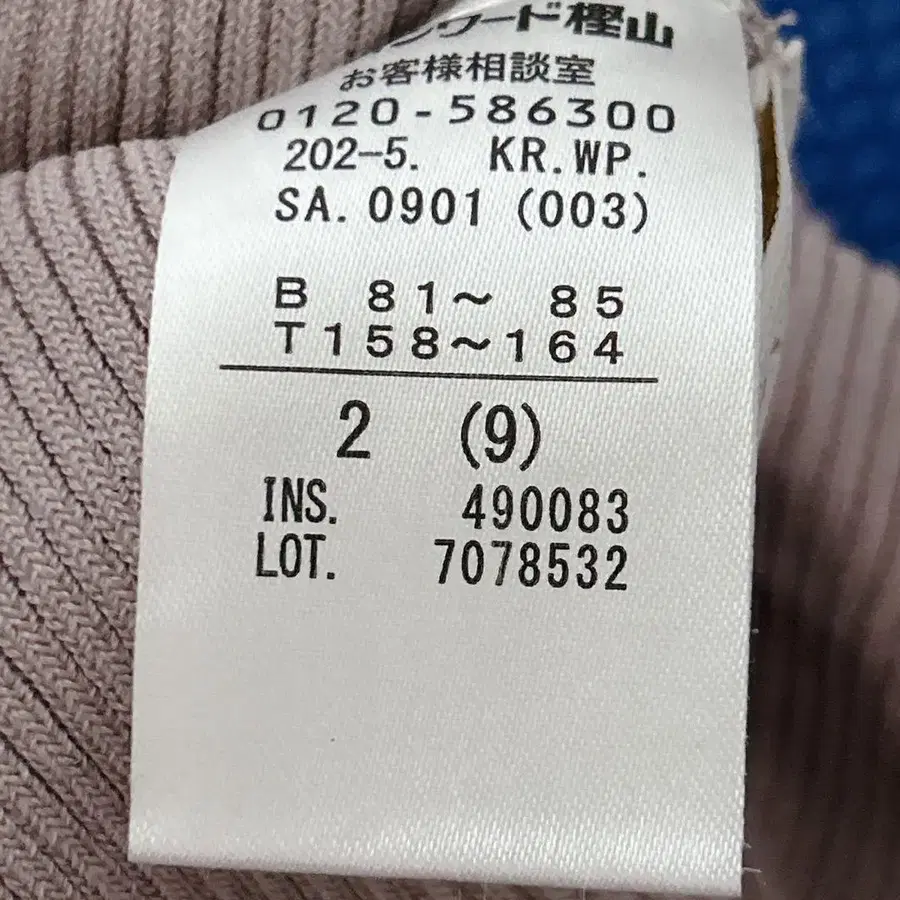 ンワード樫山
お客様相談室
0120-586300
202-5. KR.WP.
SA. 0901 (003)
B 81～ 85
T158～164
2 (9)
INS. 490083
LOT. 7078532